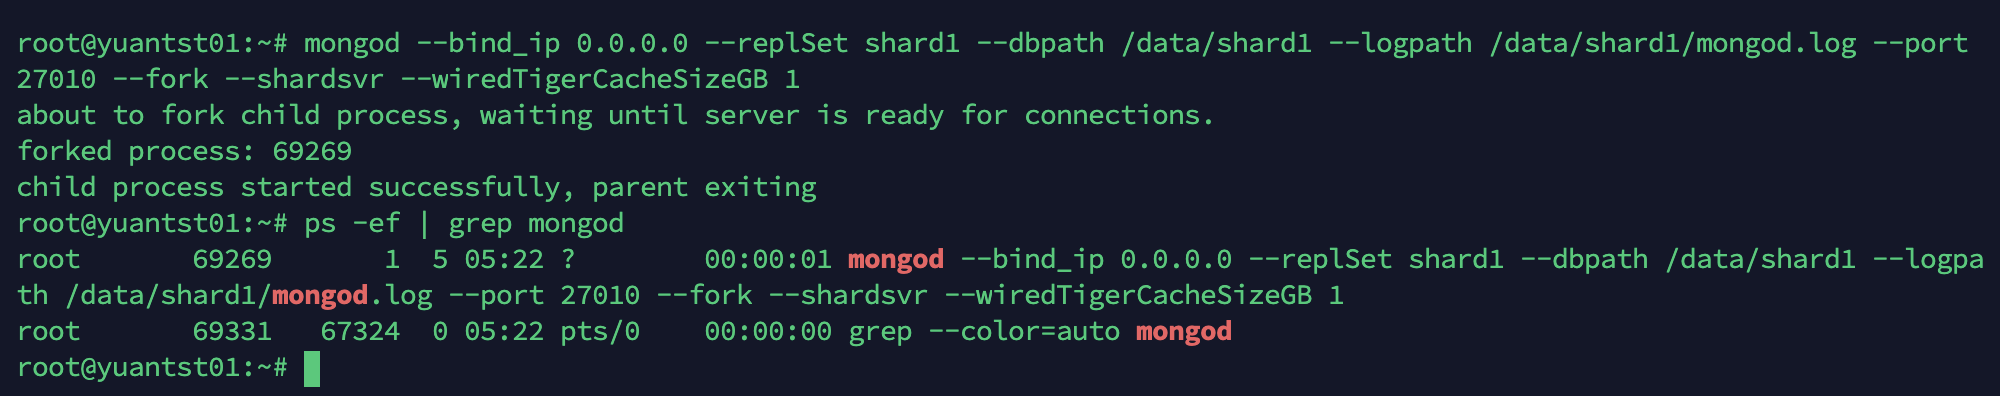 root@yuantst01:~# mongod --bind_ip 0.0.0.0 --replSet shard1 --dbpath /data/shard1 --logpath /data/shard1/mongod.log --port
27010 --fork --shardsvr --wiredTigerCacheSizeGB 1
about to fork child process, waiting until server is ready for connections.
forked process: 69269
child process started successfully, parent exiting
root@yuantst01:~# ps -ef | grep mongod
root       69269       1  5 05:22 ?        00:00:01 mongod --bind_ip 0.0.0.0 --replSet shard1 --dbpath /data/shard1 --logpa
th /data/shard1/mongod.log --port 27010 --fork --shardsvr --wiredTigerCacheSizeGB 1
root       69331   67324  0 05:22 pts/0    00:00:00 grep --color=auto mongod
root@yuantst01:~#